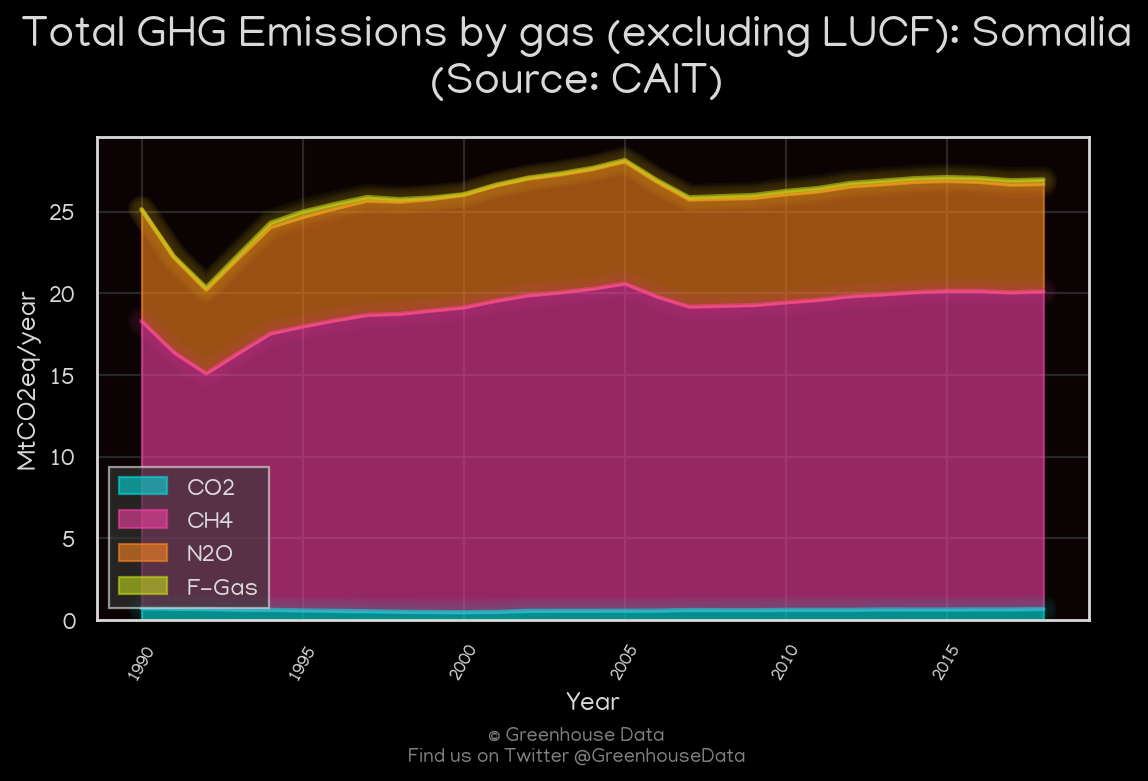 Total GHG Emissions by gas (excluding LUCF): Somalia
(Source: CAIT)
MtCO2eq/year
25
20
15
10
5
0
CO2
CH4
N2O
F-Gas
1990
1995
2000
2005
2010
2015
Year
© Greenhouse Data
Find us on Twitter @GreenhouseData